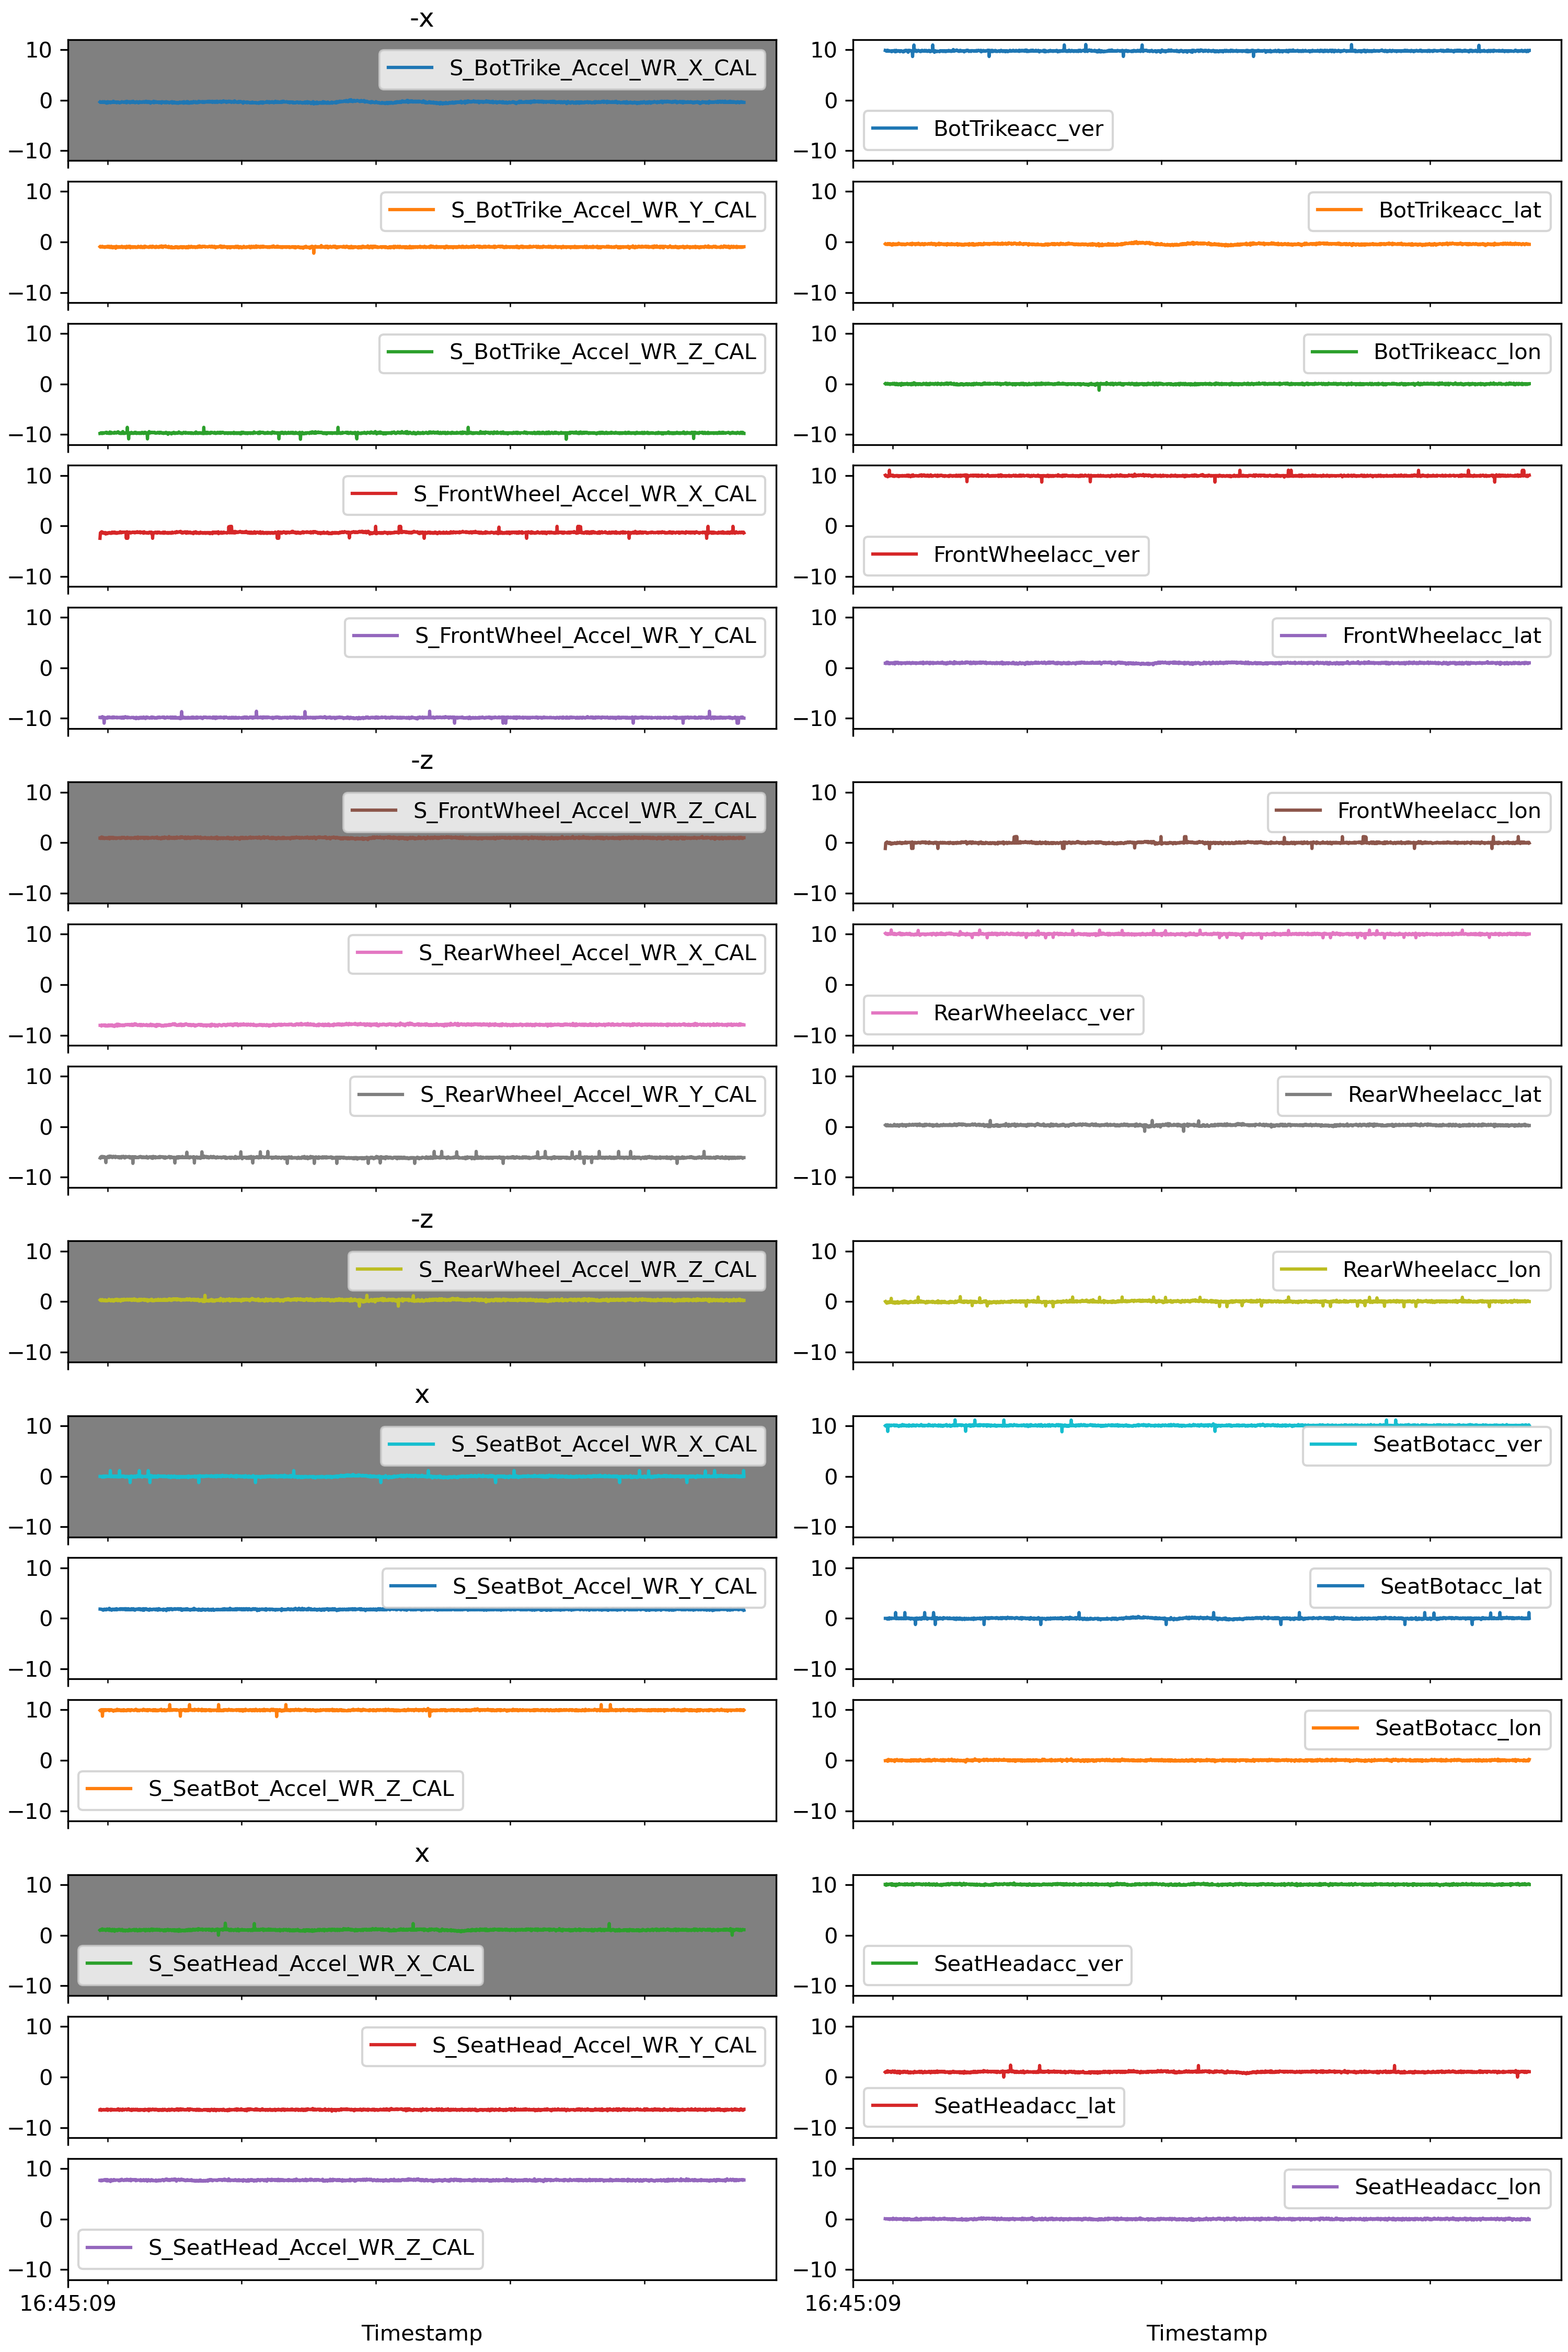 -x
10
0
−10
S_BotTrike_Accel_WR_X_CAL
10
0
−10
BotTrikeacc_ver
10
0
−10
S_BotTrike_Accel_WR_Y_CAL
10
0
−10
BotTrikeacc_lat
10
0
−10
S_BotTrike_Accel_WR_Z_CAL
10
0
−10
BotTrikeacc_lon
10
0
−10
S_FrontWheel_Accel_WR_X_CAL
10
0
−10
FrontWheelacc_ver
10
0
−10
S_FrontWheel_Accel_WR_Y_CAL
10
0
−10
FrontWheelacc_lat
-z
10
0
−10
S_FrontWheel_Accel_WR_Z_CAL
10
0
−10
FrontWheelacc_lon
10
0
−10
S_RearWheel_Accel_WR_X_CAL
10
0
−10
RearWheelacc_ver
10
0
−10
S_RearWheel_Accel_WR_Y_CAL
10
0
−10
RearWheelacc_lat
-z
10
0
−10
S_RearWheel_Accel_WR_Z_CAL
10
0
−10
RearWheelacc_lon
x
10
0
−10
S_SeatBot_Accel_WR_X_CAL
10
0
−10
SeatBotacc_ver
10
0
−10
S_SeatBot_Accel_WR_Y_CAL
10
0
−10
SeatBotacc_lat
10
0
−10
S_SeatBot_Accel_WR_Z_CAL
10
0
−10
SeatBotacc_lon
x
10
0
−10
S_SeatHead_Accel_WR_X_CAL
10
0
−10
SeatHeadacc_ver
10
0
−10
S_SeatHead_Accel_WR_Y_CAL
10
0
−10
SeatHeadacc_lat
10
0
−10
S_SeatHead_Accel_WR_Z_CAL
10
0
−10
SeatHeadacc_lon
16:45:09
Timestamp
16:45:09
Timestamp